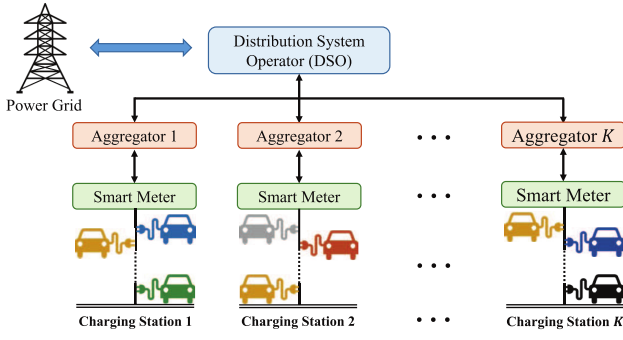 Distribution System
Operator (DSO)
Power Grid
Aggregator 1
Aggregator 2
• • •
Aggregator K
Smart Meter
Smart Meter
• • •
Smart Meter
• • •
Charging Station 1
Charging Station 2
• • •
Charging Station K